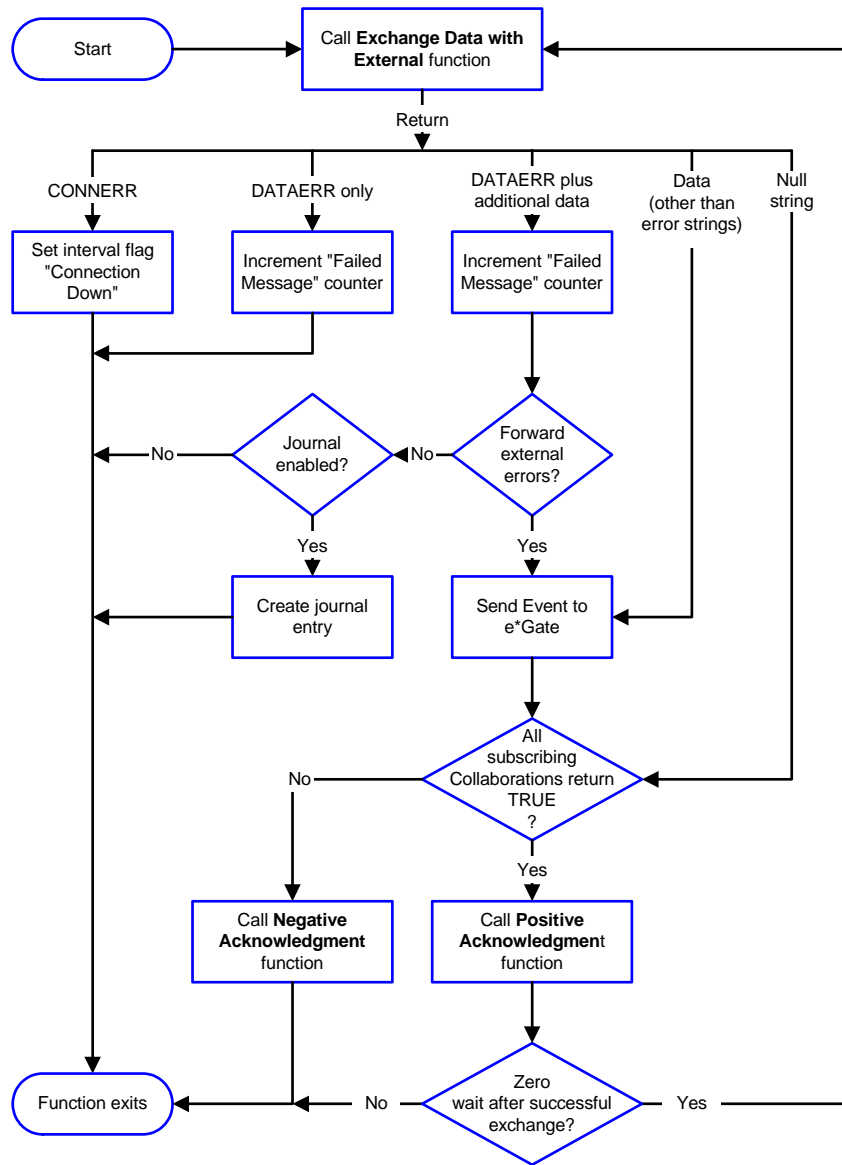 Start
Call Exchange Data with
External function
Return
CONNERR
DATAERR only
DATAERR plus
additional data
Data
(other than
error strings)
Null
string
Set interval flag
"Connection
Down"
Increment "Failed
Message" counter
Increment "Failed
Message" counter
No
Journal
enabled?
No
Forward
external
errors?
Yes
Yes
Create journal
entry
Send Event to
e*Gate
No
All
subscribing
Collaborations return
TRUE
?
Yes
Call Negative
Acknowledgment
function
Call Positive
Acknowledgment
function
Function exits
No
Zero
wait after successful
exchange?
Yes